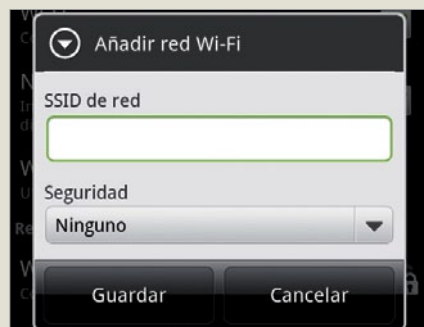 Añadir red Wi-Fi
SSID de red
Seguridad
Ninguno
Guardar
Cancelar